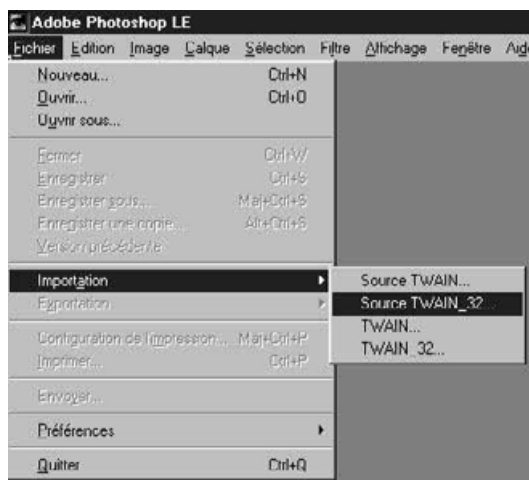 Adobe Photoshop LE
Fichier Edition Image Calque Sélection Filtre Affichage Fenêtre Aide
Nouveau... Ctrl+N
Ouvrir... Ctrl+O
Ouvrir sous...
Fermer Ctrl+W
Enregistrer Ctrl+S
Enregistrer sous... Maj+Ctrl+S
Enregistrer une copie... Alt+Ctrl+S
Version précédente
Importation
Source TWAIN...
Exportation
Source TWAIN_32...
TWAIN...
Configuration de l'impression... Maj+Ctrl+P
TWAIN_32...
Imprimer... Ctrl+P
Envoyer...
Préférences
Quitter Ctrl+Q